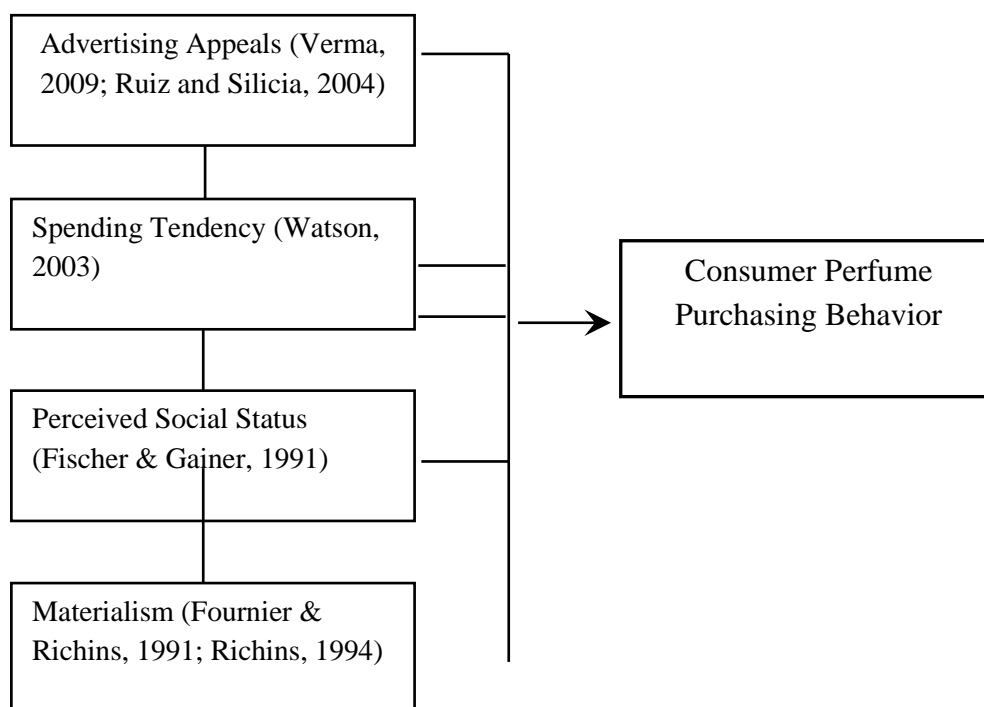 Advertising Appeals (Verma,
2009; Ruiz and Silicia, 2004)
Spending Tendency (Watson,
2003)
Perceived Social Status
(Fischer & Gainer, 1991)
Materialism (Fournier &
Richins, 1991; Richins, 1994)
Consumer Perfume
Purchasing Behavior